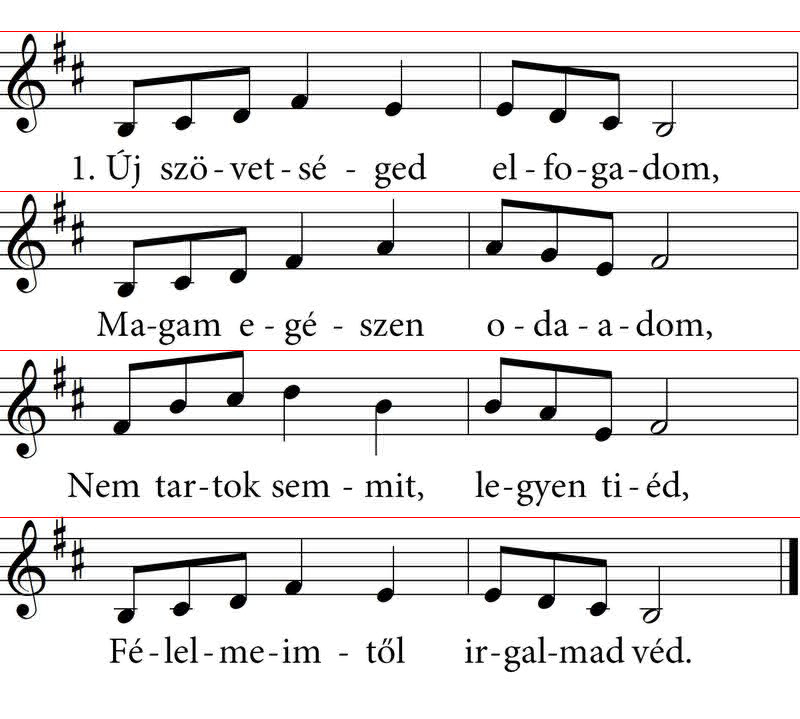 1. Új szö - vet - sé - ged el - fo - ga - dom,
Ma - gam e - gé - szen o - da - a - dom,
Nem tar - tok sem - mit, le - gyen ti - éd,
Fé - lel - me - im - től ir - gal - mad véd.